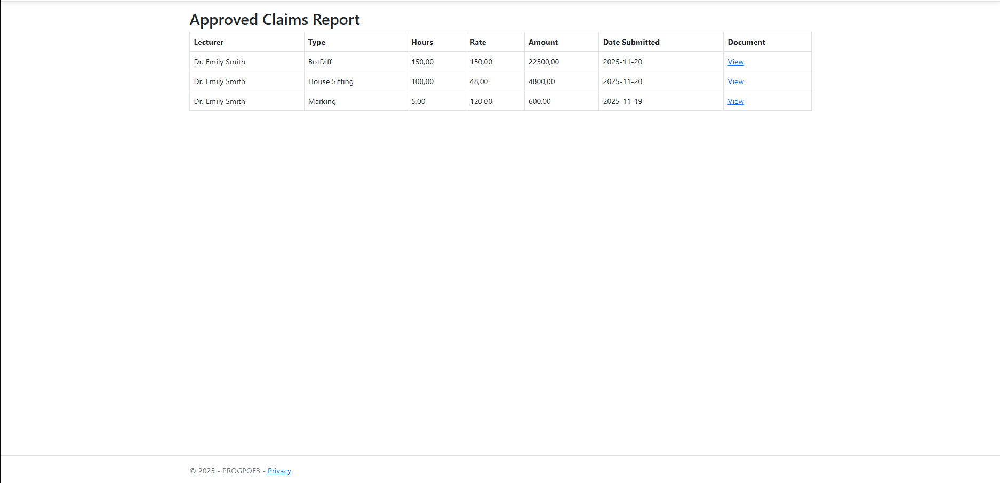 Approved Claims Report
Lecturer Type Hours Rate Amount Date Submitted Document
Dr. Emily Smith BotDiff 150,00 150,00 22500,00 2025-11-20 View
Dr. Emily Smith House Sitting 100,00 48,00 4800,00 2025-11-20 View
Dr. Emily Smith Marking 5,00 120,00 600,00 2025-11-19 View
© 2025 - PROGPOE3 - Privacy